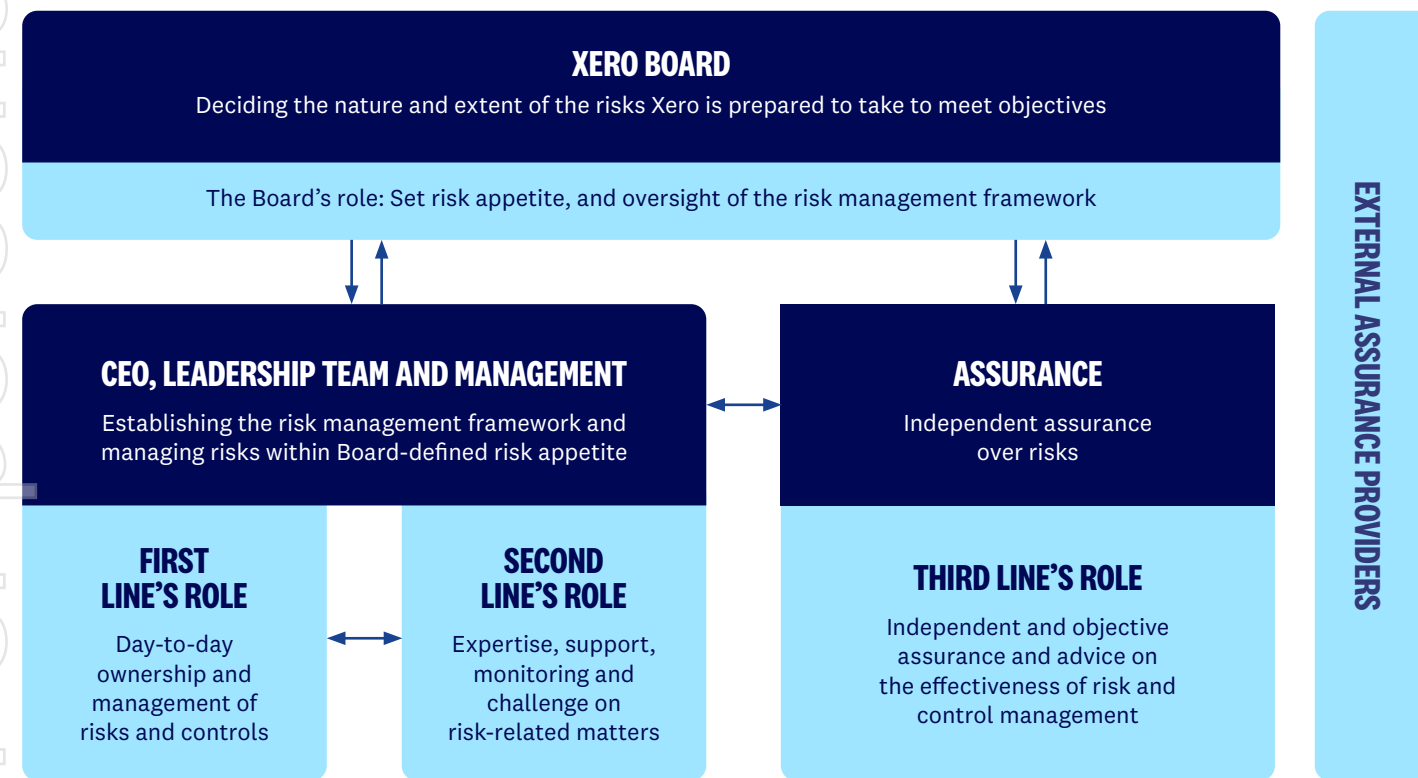 XERO BOARD
Deciding the nature and extent of the risks Xero is prepared to take to meet objectives
The Board’s role: Set risk appetite, and oversight of the risk management framework
CEO, LEADERSHIP TEAM AND MANAGEMENT
Establishing the risk management framework and
managing risks within Board-defined risk appetite
FIRST
LINE’S ROLE
Day-to-day
ownership and
management of
risks and controls
SECOND
LINE’S ROLE
Expertise, support,
monitoring and
challenge on
risk-related matters
ASSURANCE
Independent assurance
over risks
THIRD LINE’S ROLE
Independent and objective
assurance and advice on
the effectiveness of risk and
control management
EXTERNAL ASSURANCE PROVIDERS